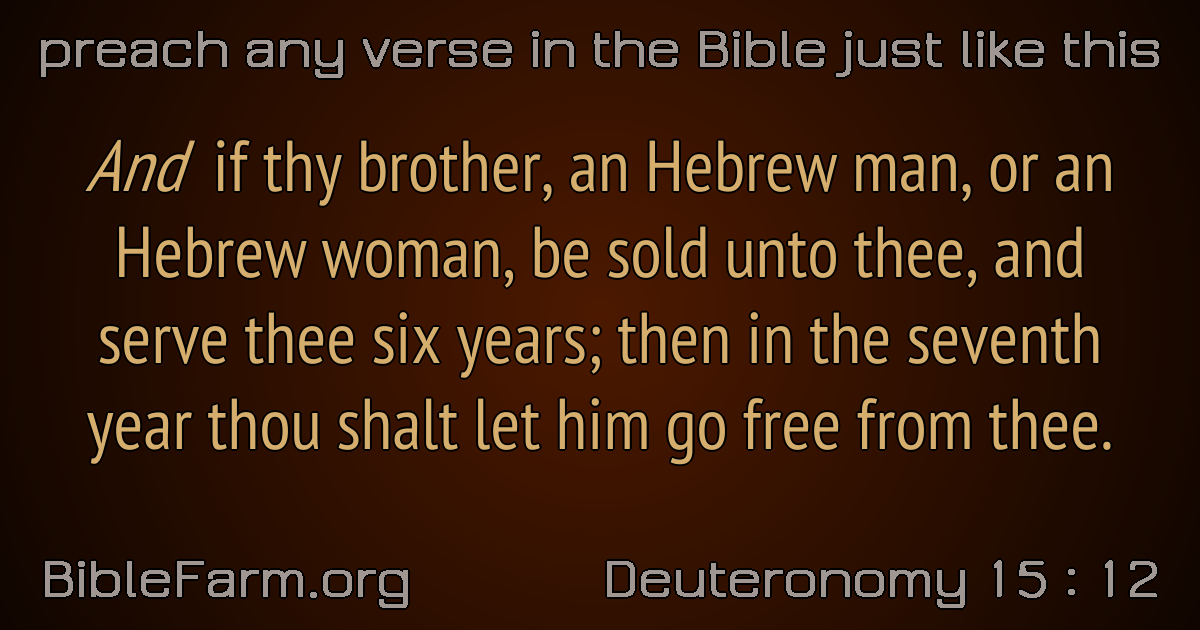 preach any verse in the Bible just like this
And if thy brother, an Hebrew man, or an
Hebrew woman, be sold unto thee, and
serve thee six years; then in the seventh
year thou shalt let him go free from thee.
BibleFarm.org
Deuteronomy 15 : 12